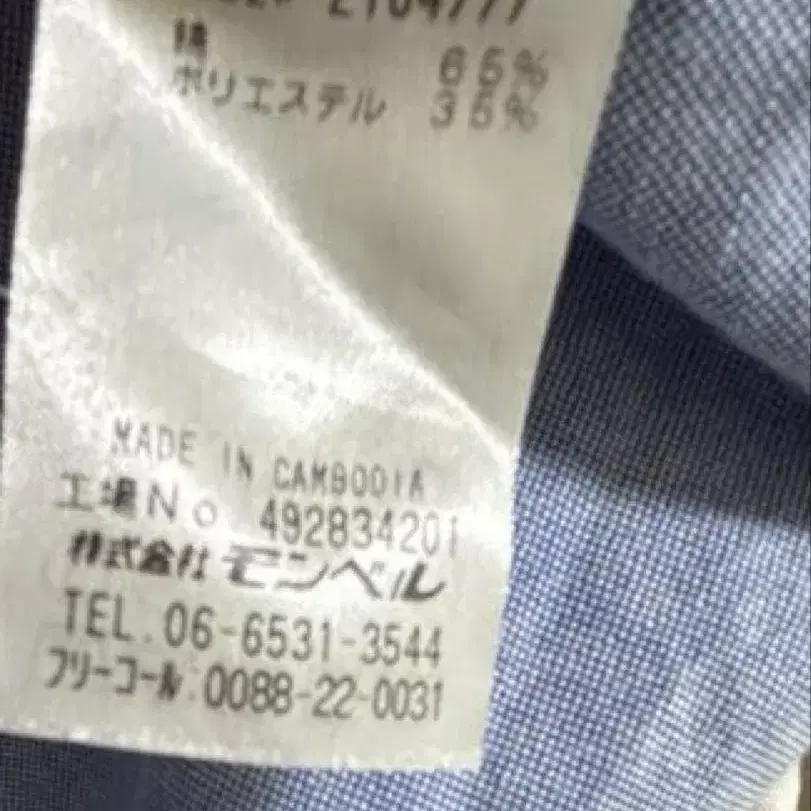 2104777
綿 65%
ポリエステル 35%
MADE IN CAMBODIA
工場No 492834201
株式会社モンベル
TEL.06-6531-3544
フリーコール:0088-22-0031